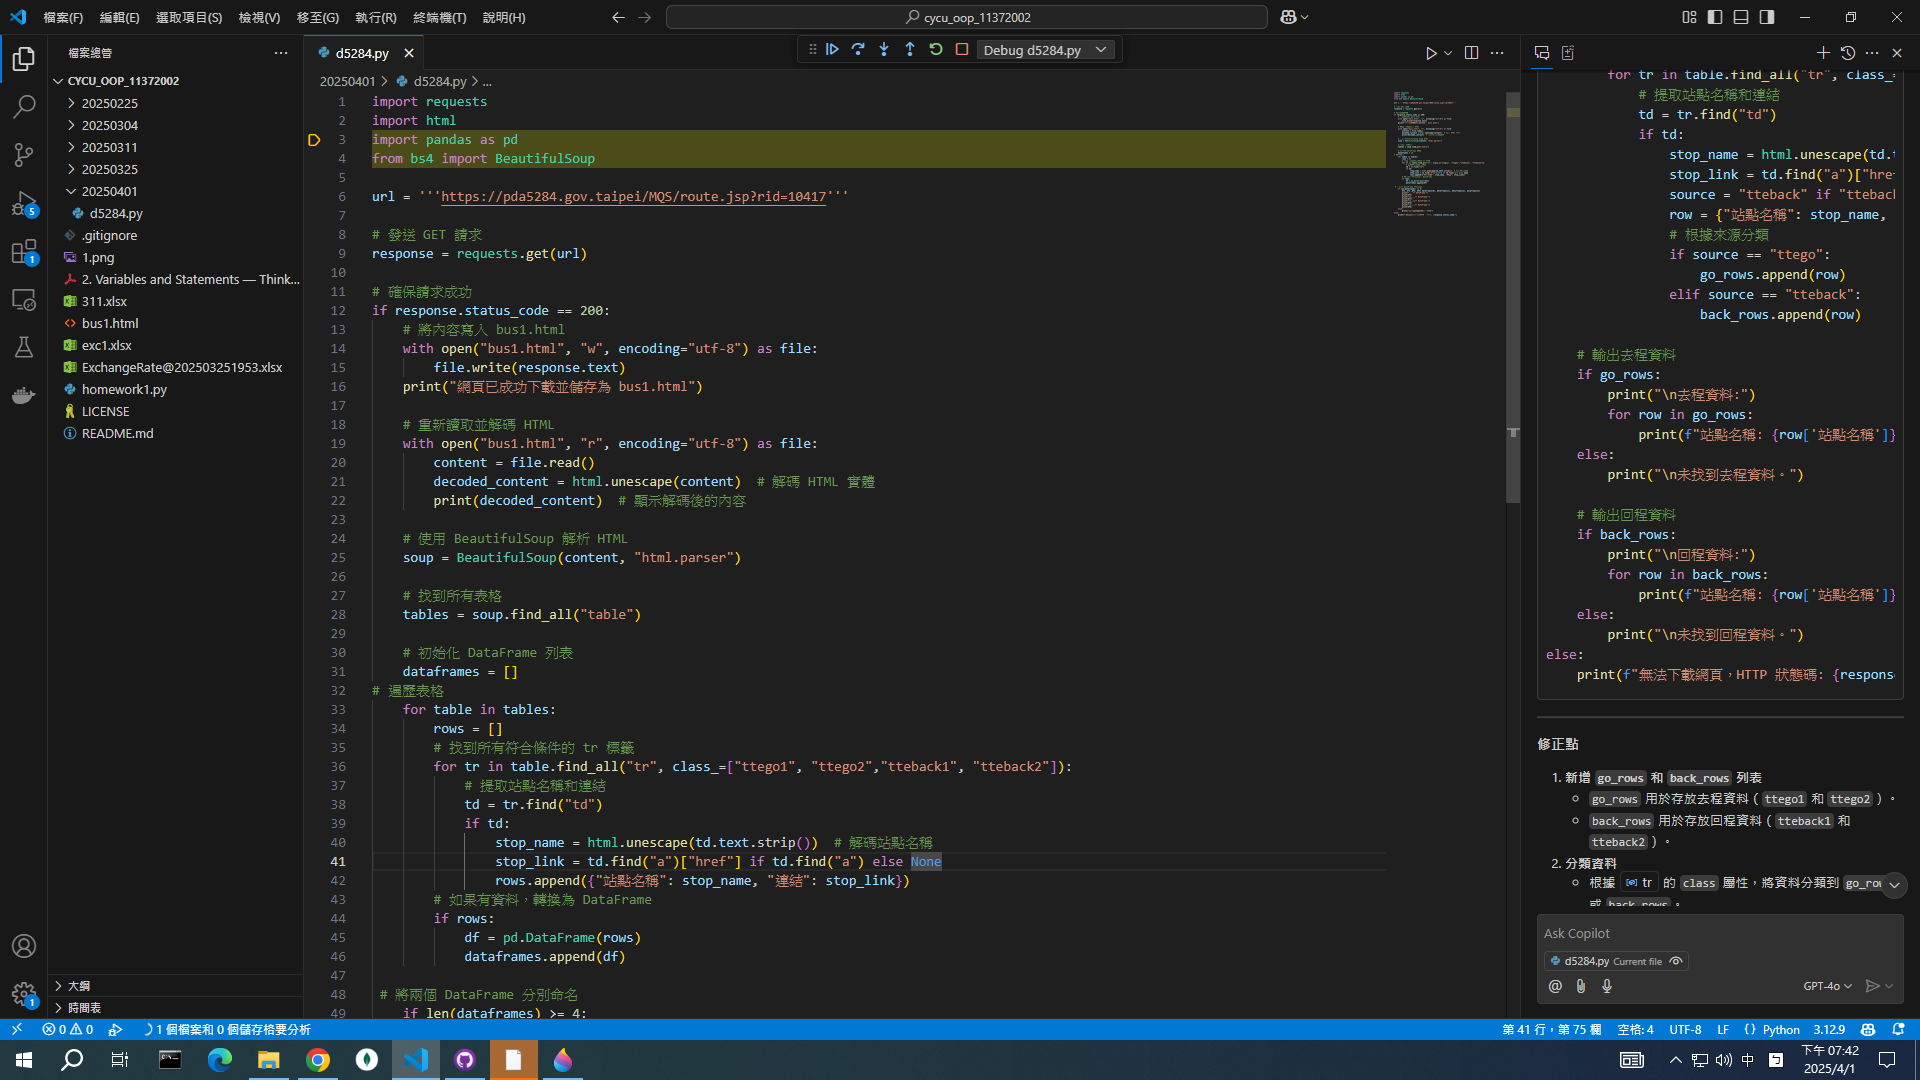 檔案(F) 編輯(E) 選取項目(S) 檢視(V) 移至(G) 執行(R) 終端機(T) 說明(H)
cycu_oop_11372002
檔案總管
CYCU_OOP_11372002
20250225
20250304
20250311
20250325
20250401
d5284.py
.gitignore
1.png
2. Variables and Statements — Think...
311.xlsx
bus1.html
exc1.xlsx
ExchangeRate@202503251953.xlsx
homework1.py
LICENSE
README.md
大綱
時間表
5
1
1
d5284.py
Debug d5284.py
20250401 > d5284.py > ...
1 import requests
2 import html
3 import pandas as pd
4 from bs4 import BeautifulSoup
5
6 url = '''https://pda5284.gov.taipei/MQS/route.jsp?rid=10417'''
7
8 # 發送 GET 請求
9 response = requests.get(url)
10
11 # 確保請求成功
12 if response.status_code == 200:
13 # 將內容寫入 bus1.html
14 with open("bus1.html", "w", encoding="utf-8") as file:
15 file.write(response.text)
16 print("網頁已成功下載並儲存為 bus1.html")
17
18 # 重新讀取並解碼 HTML
19 with open("bus1.html", "r", encoding="utf-8") as file:
20 content = file.read()
21 decoded_content = html.unescape(content)  # 解碼 HTML 實體
22 print(decoded_content)  # 顯示解碼後的內容
23
24 # 使用 BeautifulSoup 解析 HTML
25 soup = BeautifulSoup(content, "html.parser")
26
27 # 找到所有表格
28 tables = soup.find_all("table")
29
30 # 初始化 DataFrame 列表
31 dataframes = []
32 # 遍歷表格
33 for table in tables:
34 rows = []
35 # 找到所有符合條件的 tr 標籤
36 for tr in table.find_all("tr", class_=["ttego1", "ttego2","tteback1", "tteback2"]):
37 # 提取站點名稱和連結
38 td = tr.find("td")
39 if td:
40 stop_name = html.unescape(td.text.strip())  # 解碼站點名稱
41 stop_link = td.find("a")["href"] if td.find("a") else None
42 rows.append({"站點名稱": stop_name, "連結": stop_link})
43 # 如果有資料，轉換為 DataFrame
44 if rows:
45 df = pd.DataFrame(rows)
46 dataframes.append(df)
47
48 # 將兩個 DataFrame 分別命名
49 if len(dataframes) >= 4:
for tr in table.find_all("tr", class_=
# 提取站點名稱和連結
td = tr.find("td")
if td:
stop_name = html.unescape(td.
stop_link = td.find("a")["hre
source = "tteback" if "tteback
row = {"站點名稱": stop_name,
# 根據來源分類
if source == "ttego":
go_rows.append(row)
elif source == "tteback":
back_rows.append(row)
# 輸出去程資料
if go_rows:
print("\n去程資料:")
for row in go_rows:
print(f"站點名稱: {row['站點名稱']}
else:
print("\n未找到去程資料。")
# 輸出回程資料
if back_rows:
print("\n回程資料:")
for row in back_rows:
print(f"站點名稱: {row['站點名稱']}
else:
print("\n未找到回程資料。")
else:
print(f"無法下載網頁，HTTP 狀態碼: {respons
修正點
1. 新增 go_rows 和 back_rows 列表
go_rows 用於存放去程資料（ ttego1 和 ttego2 ）。
back_rows 用於存放回程資料（ tteback1 和
tteback2 ）。
2. 分類資料
根據 tr 的 class 屬性，將資料分類到 go_rou
或 back_rows 。
Ask Copilot
d5284.py Current file
GPT-4o
0 0 1 個檔案和 0 個儲存格要分析
第 41 行，第 75 欄 空格: 4 UTF-8 LF {} Python 3.12.9
中
下午 07:42
2025/4/1